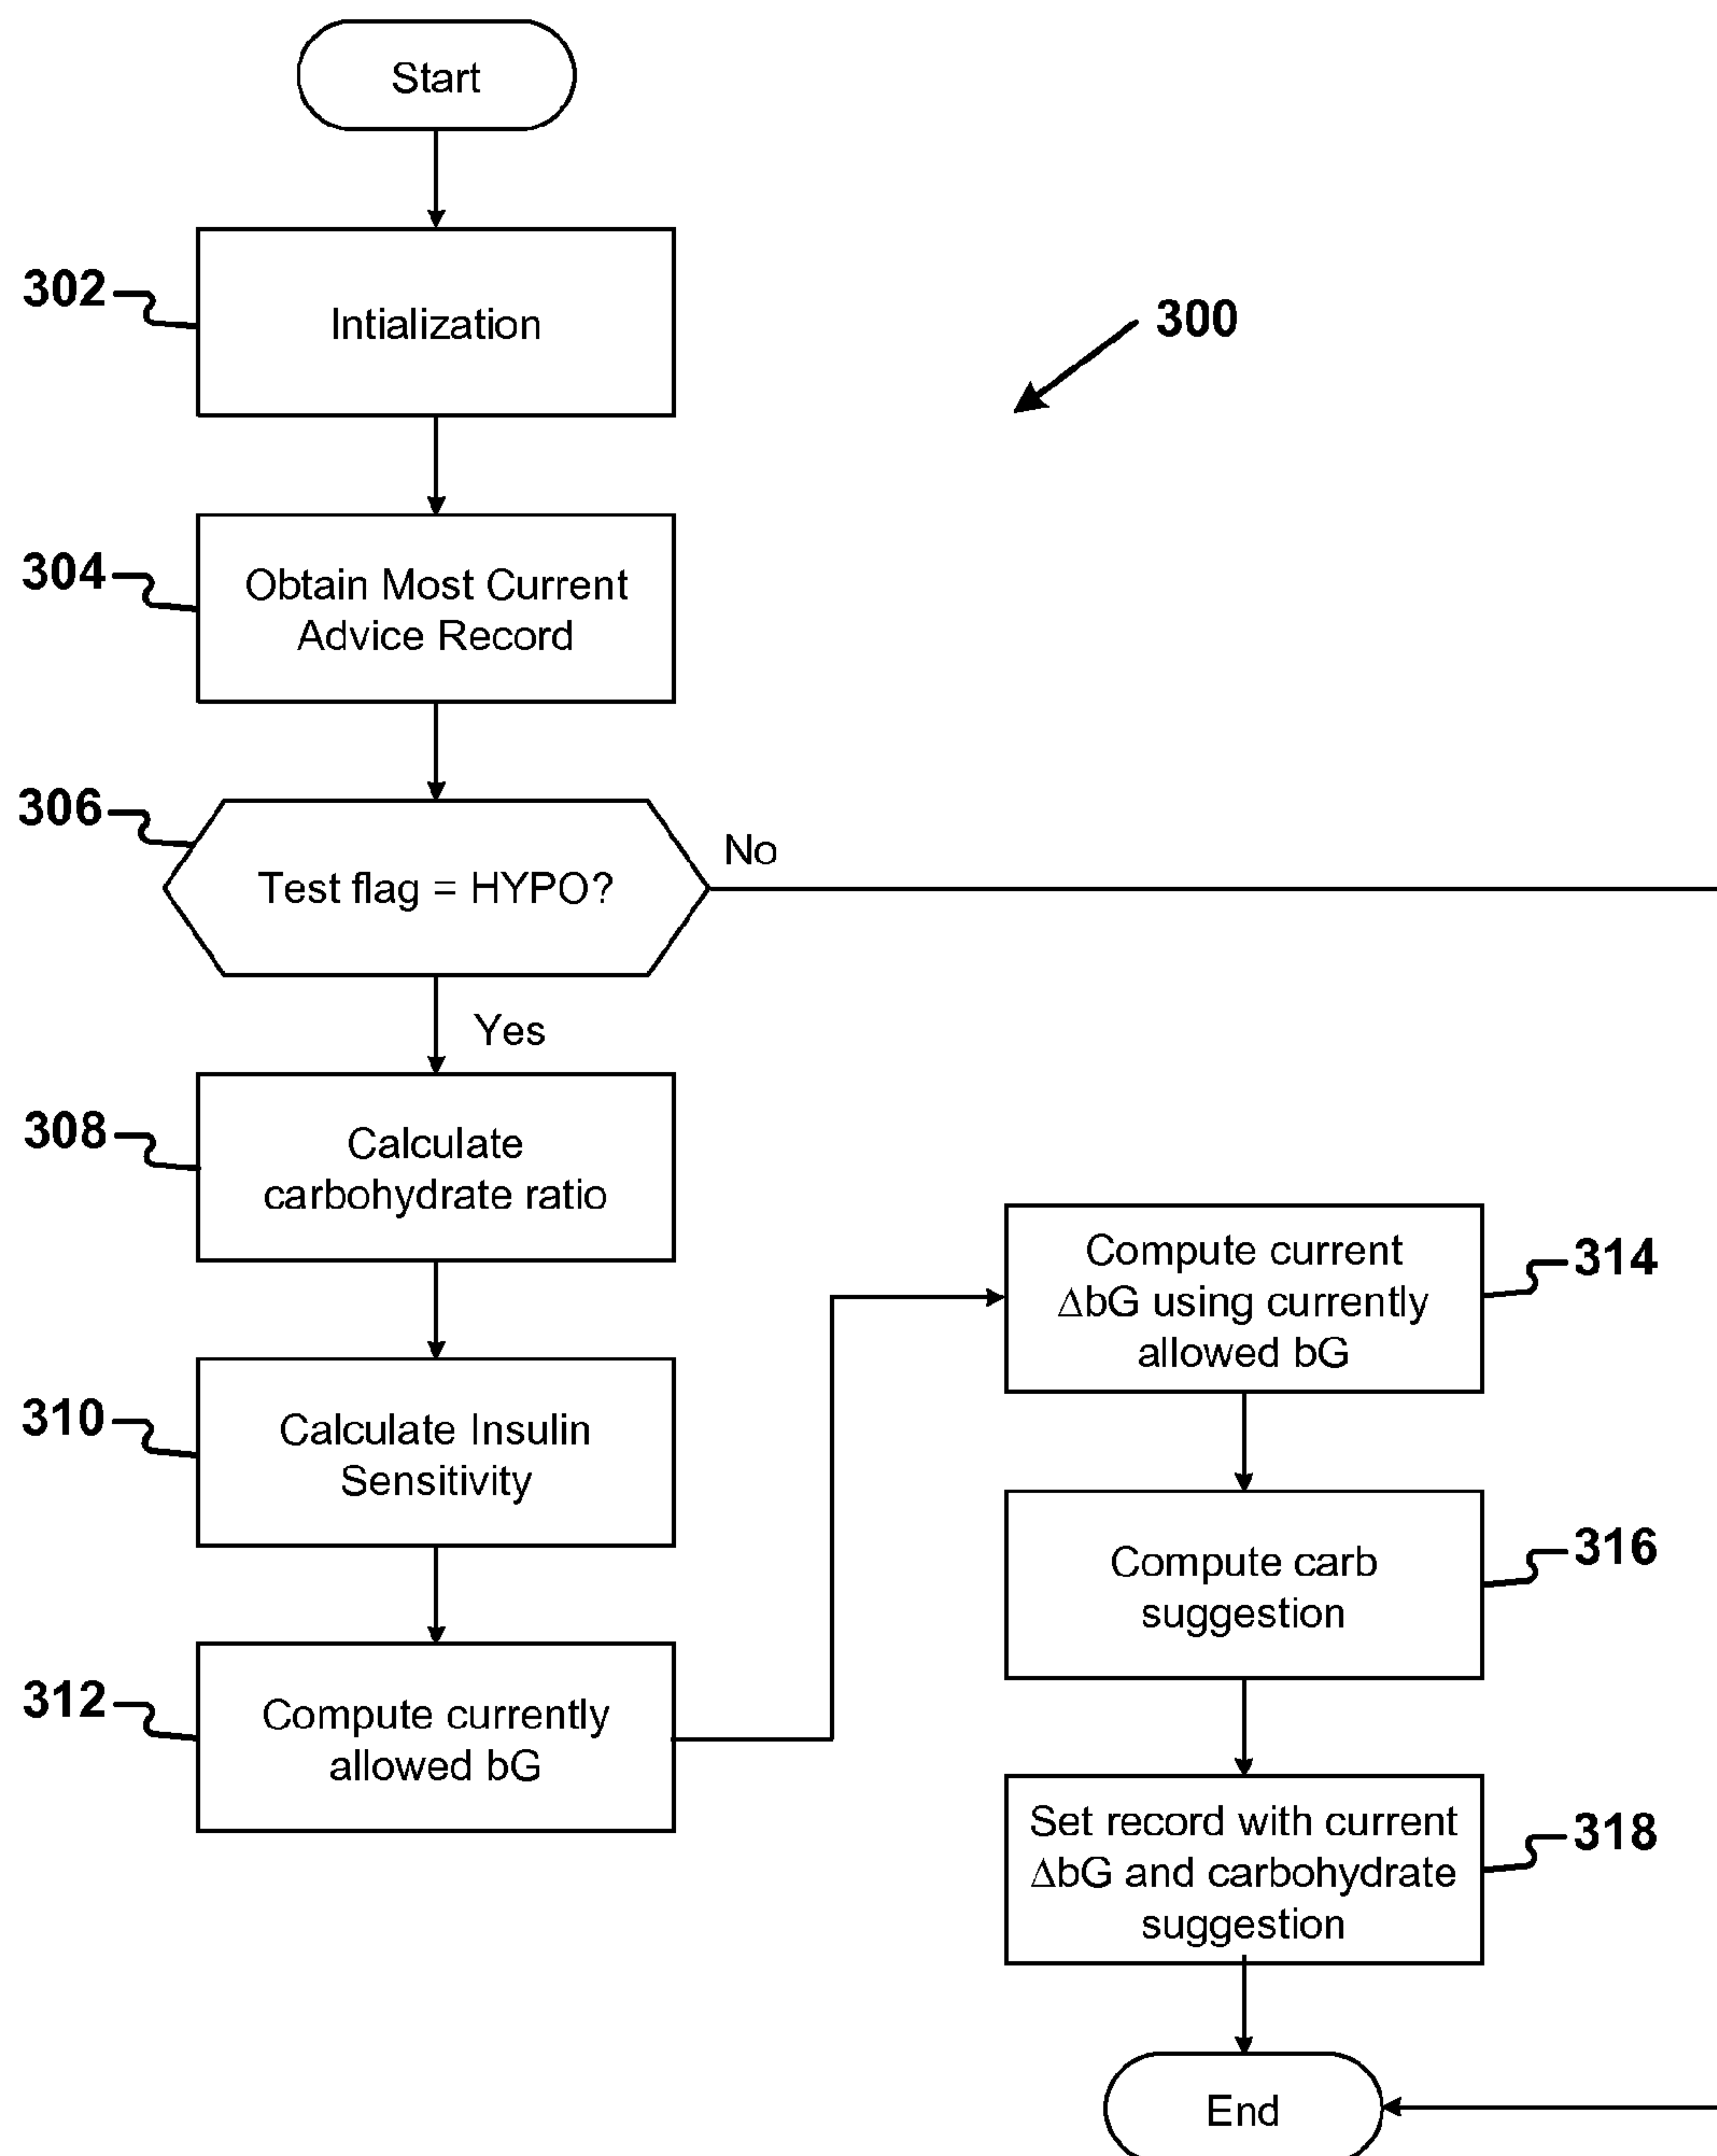 Start
302
Intialization
300
304
Obtain Most Current
Advice Record
306
Test flag = HYPO?
No
Yes
308
Calculate
carbohydrate ratio
310
Calculate Insulin
Sensitivity
312
Compute currently
allowed bG
314
Compute current
ΔbG using currently
allowed bG
316
Compute carb
suggestion
318
Set record with current
ΔbG and carbohydrate
suggestion
End